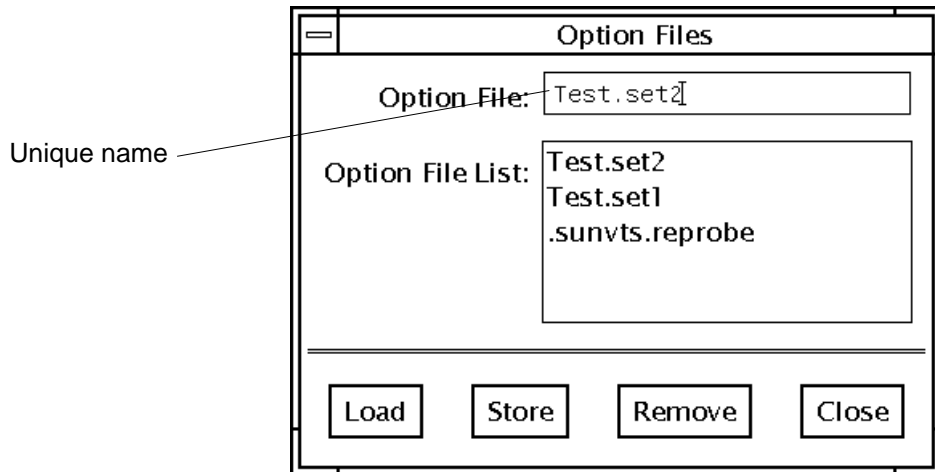 Option Files
Option File: Test.set2
Unique name
Option File List: Test.set2
Test.set1
.sunvts.reprobe
Load Store Remove Close